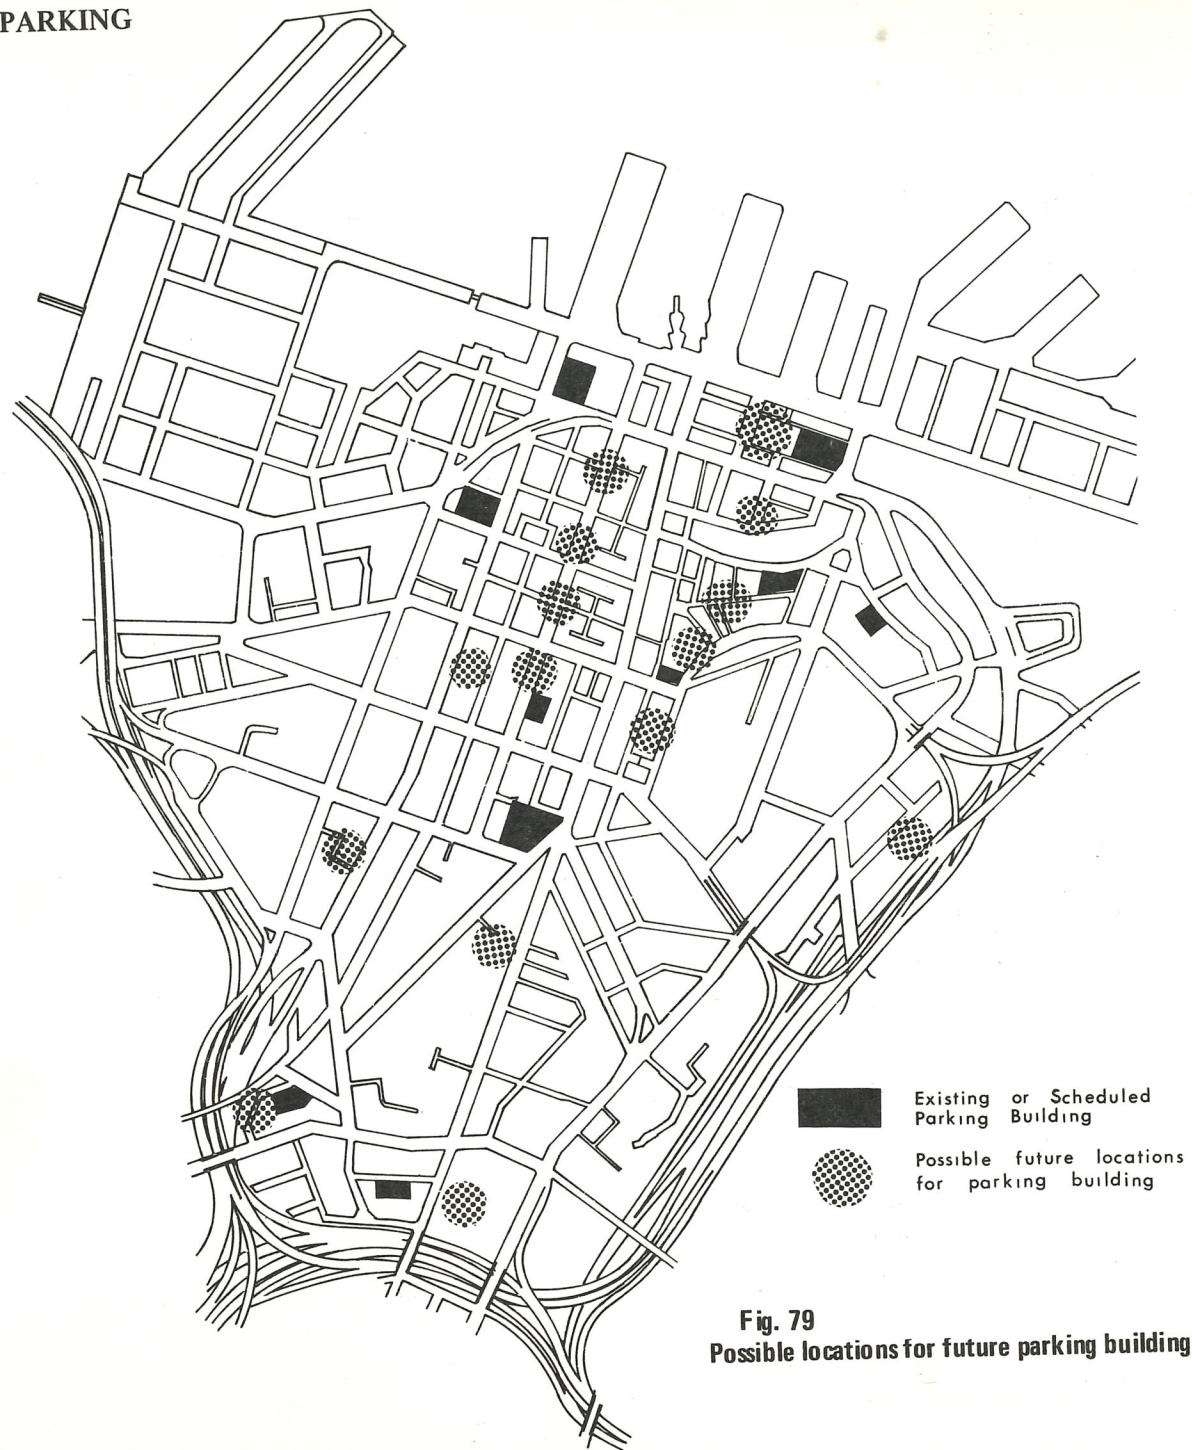 PARKING
Existing or Scheduled
Parking Building
Possible future locations
for parking building
Fig. 79
Possible locations for future parking building